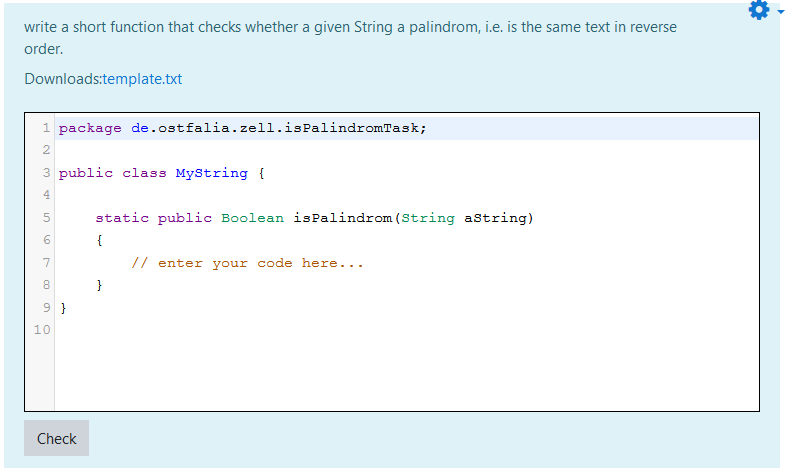 write a short function that checks whether a given String a palindrom, i.e. is the same text in reverse
order.
Downloads:template.txt
1 package de.ostfalia.zell.isPalindromTask;
2
3 public class MyString {
4
5     static public Boolean isPalindrom(String aString)
6     {
7         // enter your code here...
8     }
9 }
10
Check